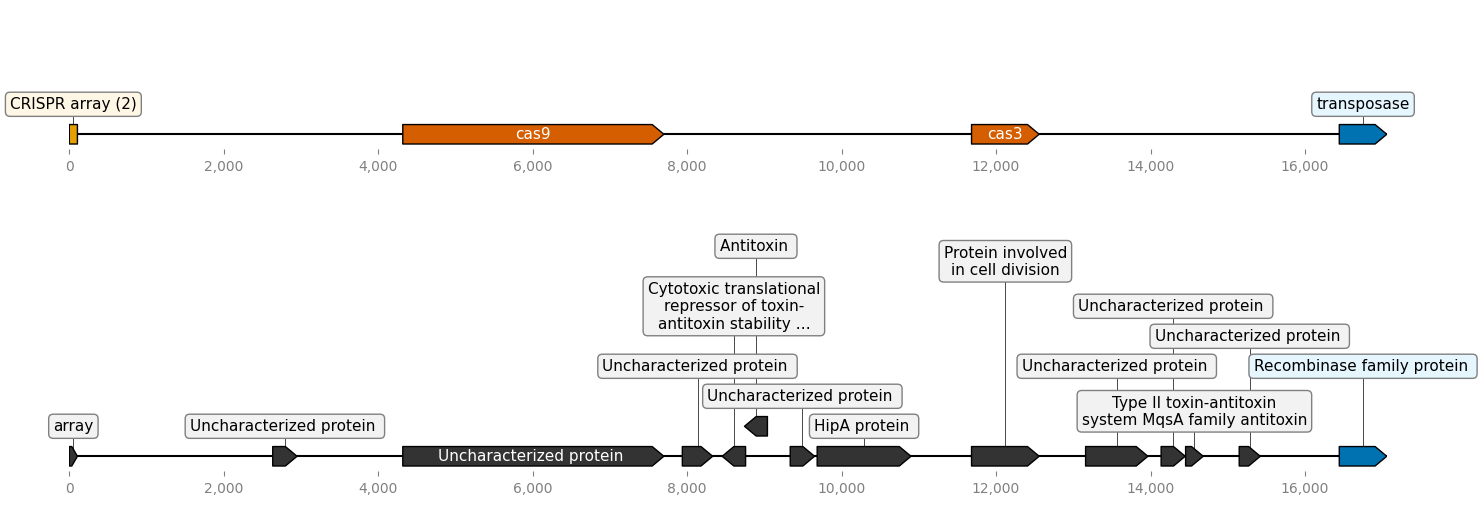 CRISPR array (2)
transposase
cas9
cas3
0
2,000
4,000
6,000
8,000
10,000
12,000
14,000
16,000
Antitoxin
Protein involved
in cell division
Cytotoxic translational
repressor of toxin-
antitoxin stability ...
Uncharacterized protein
Uncharacterized protein
Uncharacterized protein
Uncharacterized protein
Recombinase family protein
Uncharacterized protein
Type II toxin-antitoxin
system MqsA family antitoxin
array
Uncharacterized protein
HipA protein
Uncharacterized protein
0
2,000
4,000
6,000
8,000
10,000
12,000
14,000
16,000